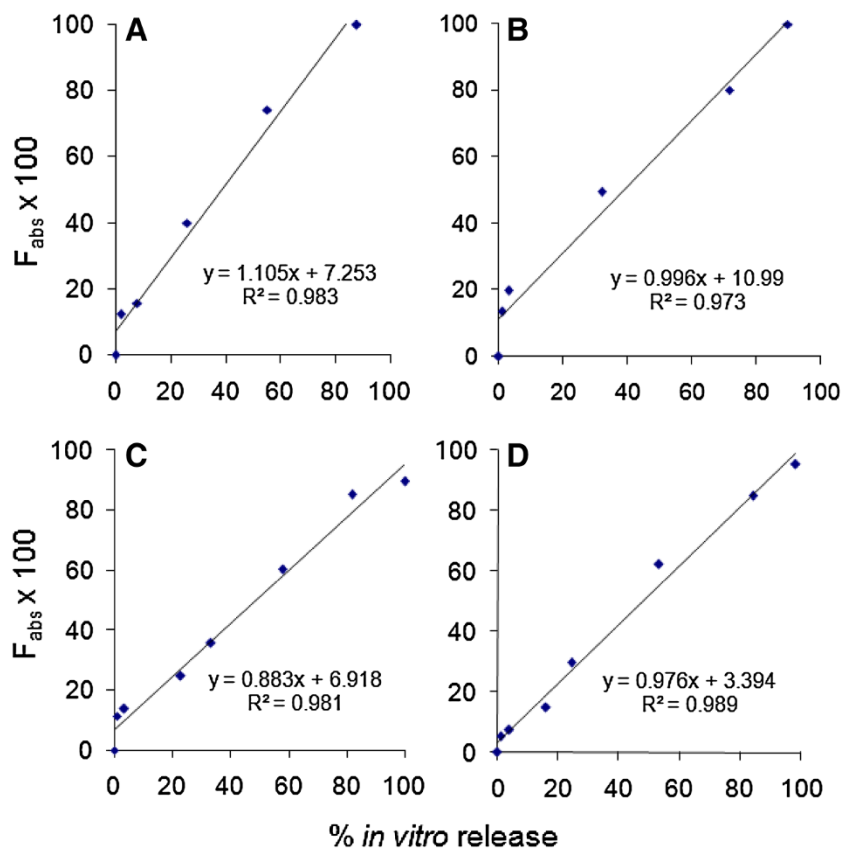 A
100
80
60
40
20
0
0 20 40 60 80 100
y = 1.105x + 7.253
R² = 0.983
B
100
80
60
40
20
0
0 20 40 60 80 100
y = 0.996x + 10.99
R² = 0.973
F_abs x 100
C
100
80
60
40
20
0
0 20 40 60 80 100
y = 0.883x + 6.918
R² = 0.981
D
100
80
60
40
20
0
0 20 40 60 80 100
y = 0.976x + 3.394
R² = 0.989
F_abs x 100
% in vitro release